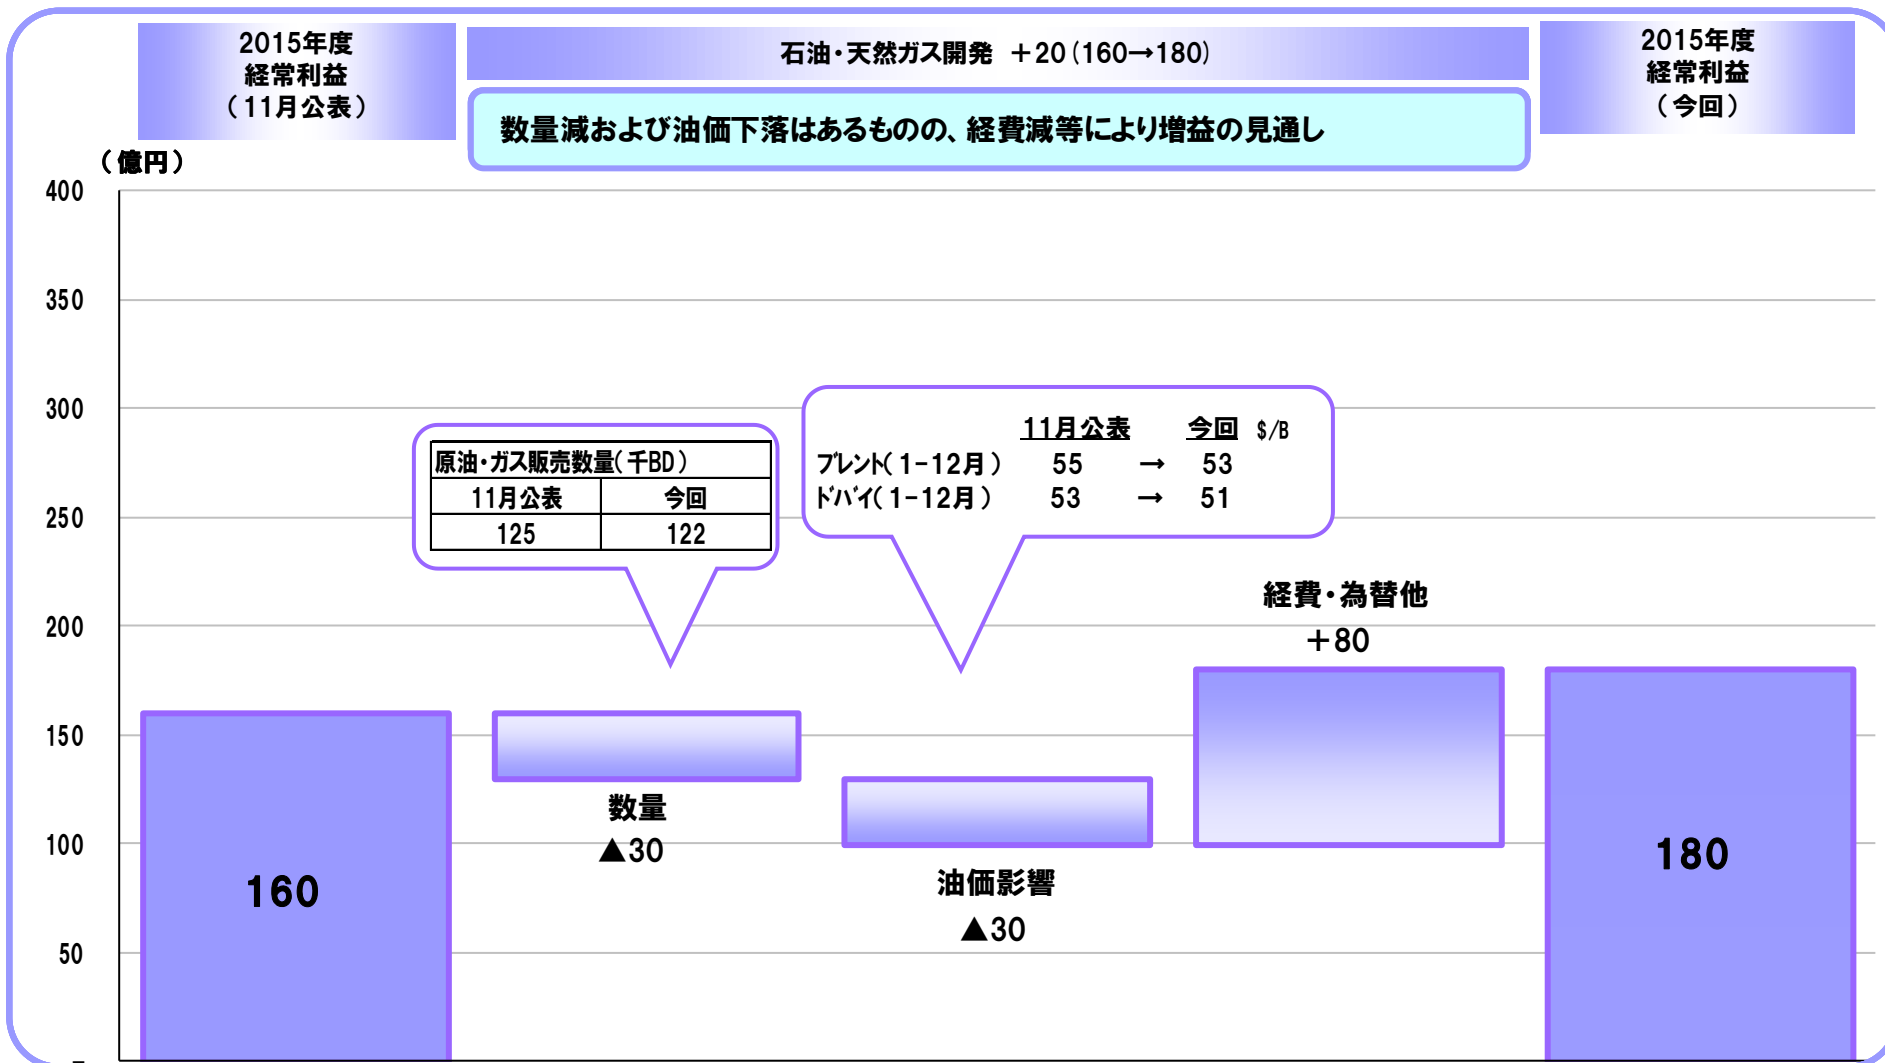 2015年度
経常利益
(11月公表)
石油・天然ガス開発 +20(160→180)
2015年度
経常利益
(今回)
数量減および油価下落はあるものの、経費減等により増益の見通し
(億円)
400
350
300
250
200
150
100
50
原油・ガス販売数量(千BD)
11月公表 今回
125 122
11月公表 今回 $/B
ブレント(1-12月) 55 → 53
ドバイ(1-12月) 53 → 51
経費・為替他
+80
数量
▲30
油価影響
▲30
160
180